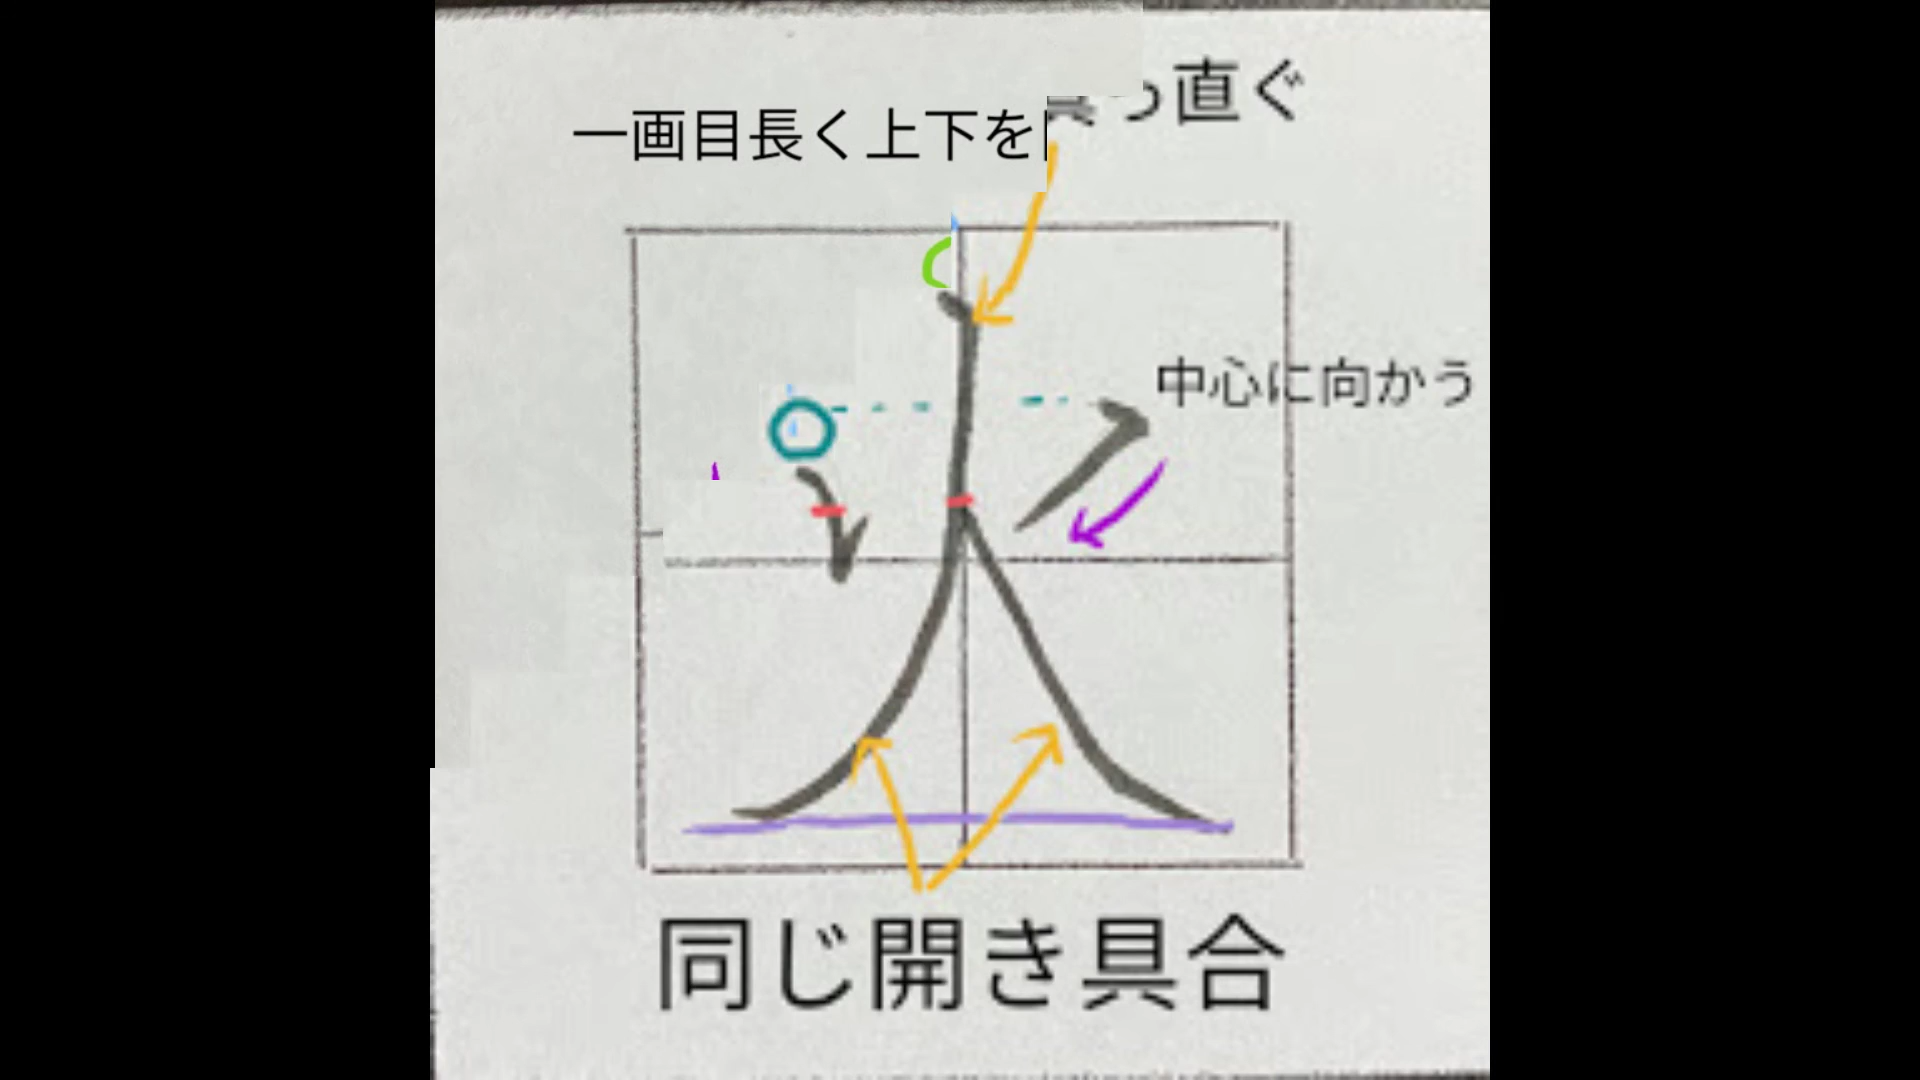 っ直ぐ
一画目長く上下を
中心に向かう
火
同じ開き具合